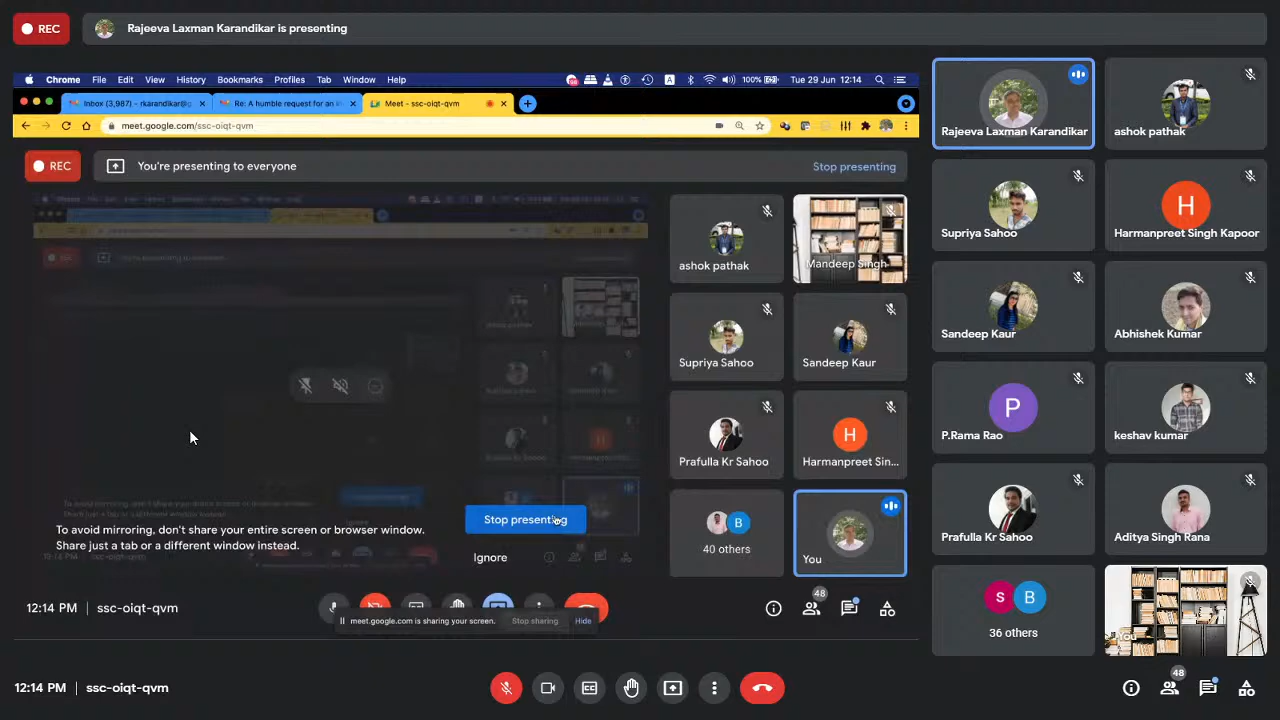 REC
Rajeeva Laxman Karandikar is presenting
Chrome File Edit View History Bookmarks Profiles Tab Window Help
100% Tue 29 Jun 12:14
Inbox (3,987) - rkarandikar@g
Re: A humble request for an in
Meet - ssc-oiqt-qvm
meet.google.com/ssc-oiqt-qvm
REC
You're presenting to everyone
Stop presenting
ashok pathak
Mandeep Singh
Supriya Sahoo
Sandeep Kaur
Prafulla Kr Sahoo
H
Harmanpreet Sin...
B
40 others
You
To avoid mirroring, don't share your entire screen or browser window.
Share just a tab or a different window instead.
Stop presenting
Ignore
12:14 PM | ssc-oiqt-qvm
meet.google.com is sharing your screen.
Stop sharing
Hide
48
Rajeeva Laxman Karandikar
ashok pathak
Supriya Sahoo
H
Harmanpreet Singh Kapoor
Sandeep Kaur
Abhishek Kumar
P
P.Rama Rao
keshav kumar
Prafulla Kr Sahoo
Aditya Singh Rana
S
B
36 others
You
12:14 PM | ssc-oiqt-qvm
48